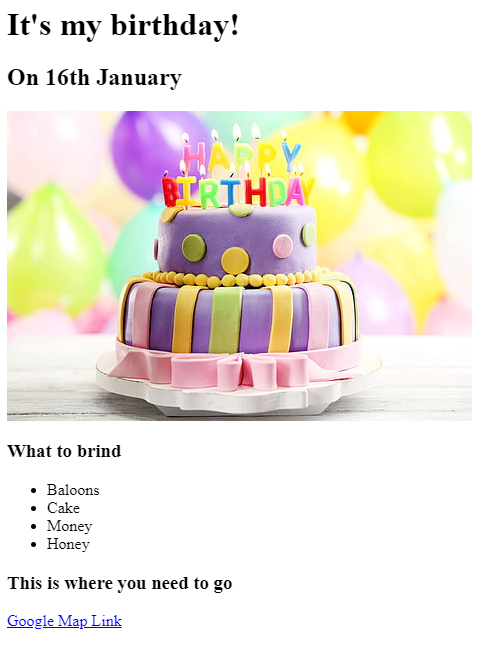 It's my birthday!
On 16th January
HAPPY
BIRTHDAY
What to brind
Baloons
Cake
Money
Honey
This is where you need to go
Google Map Link